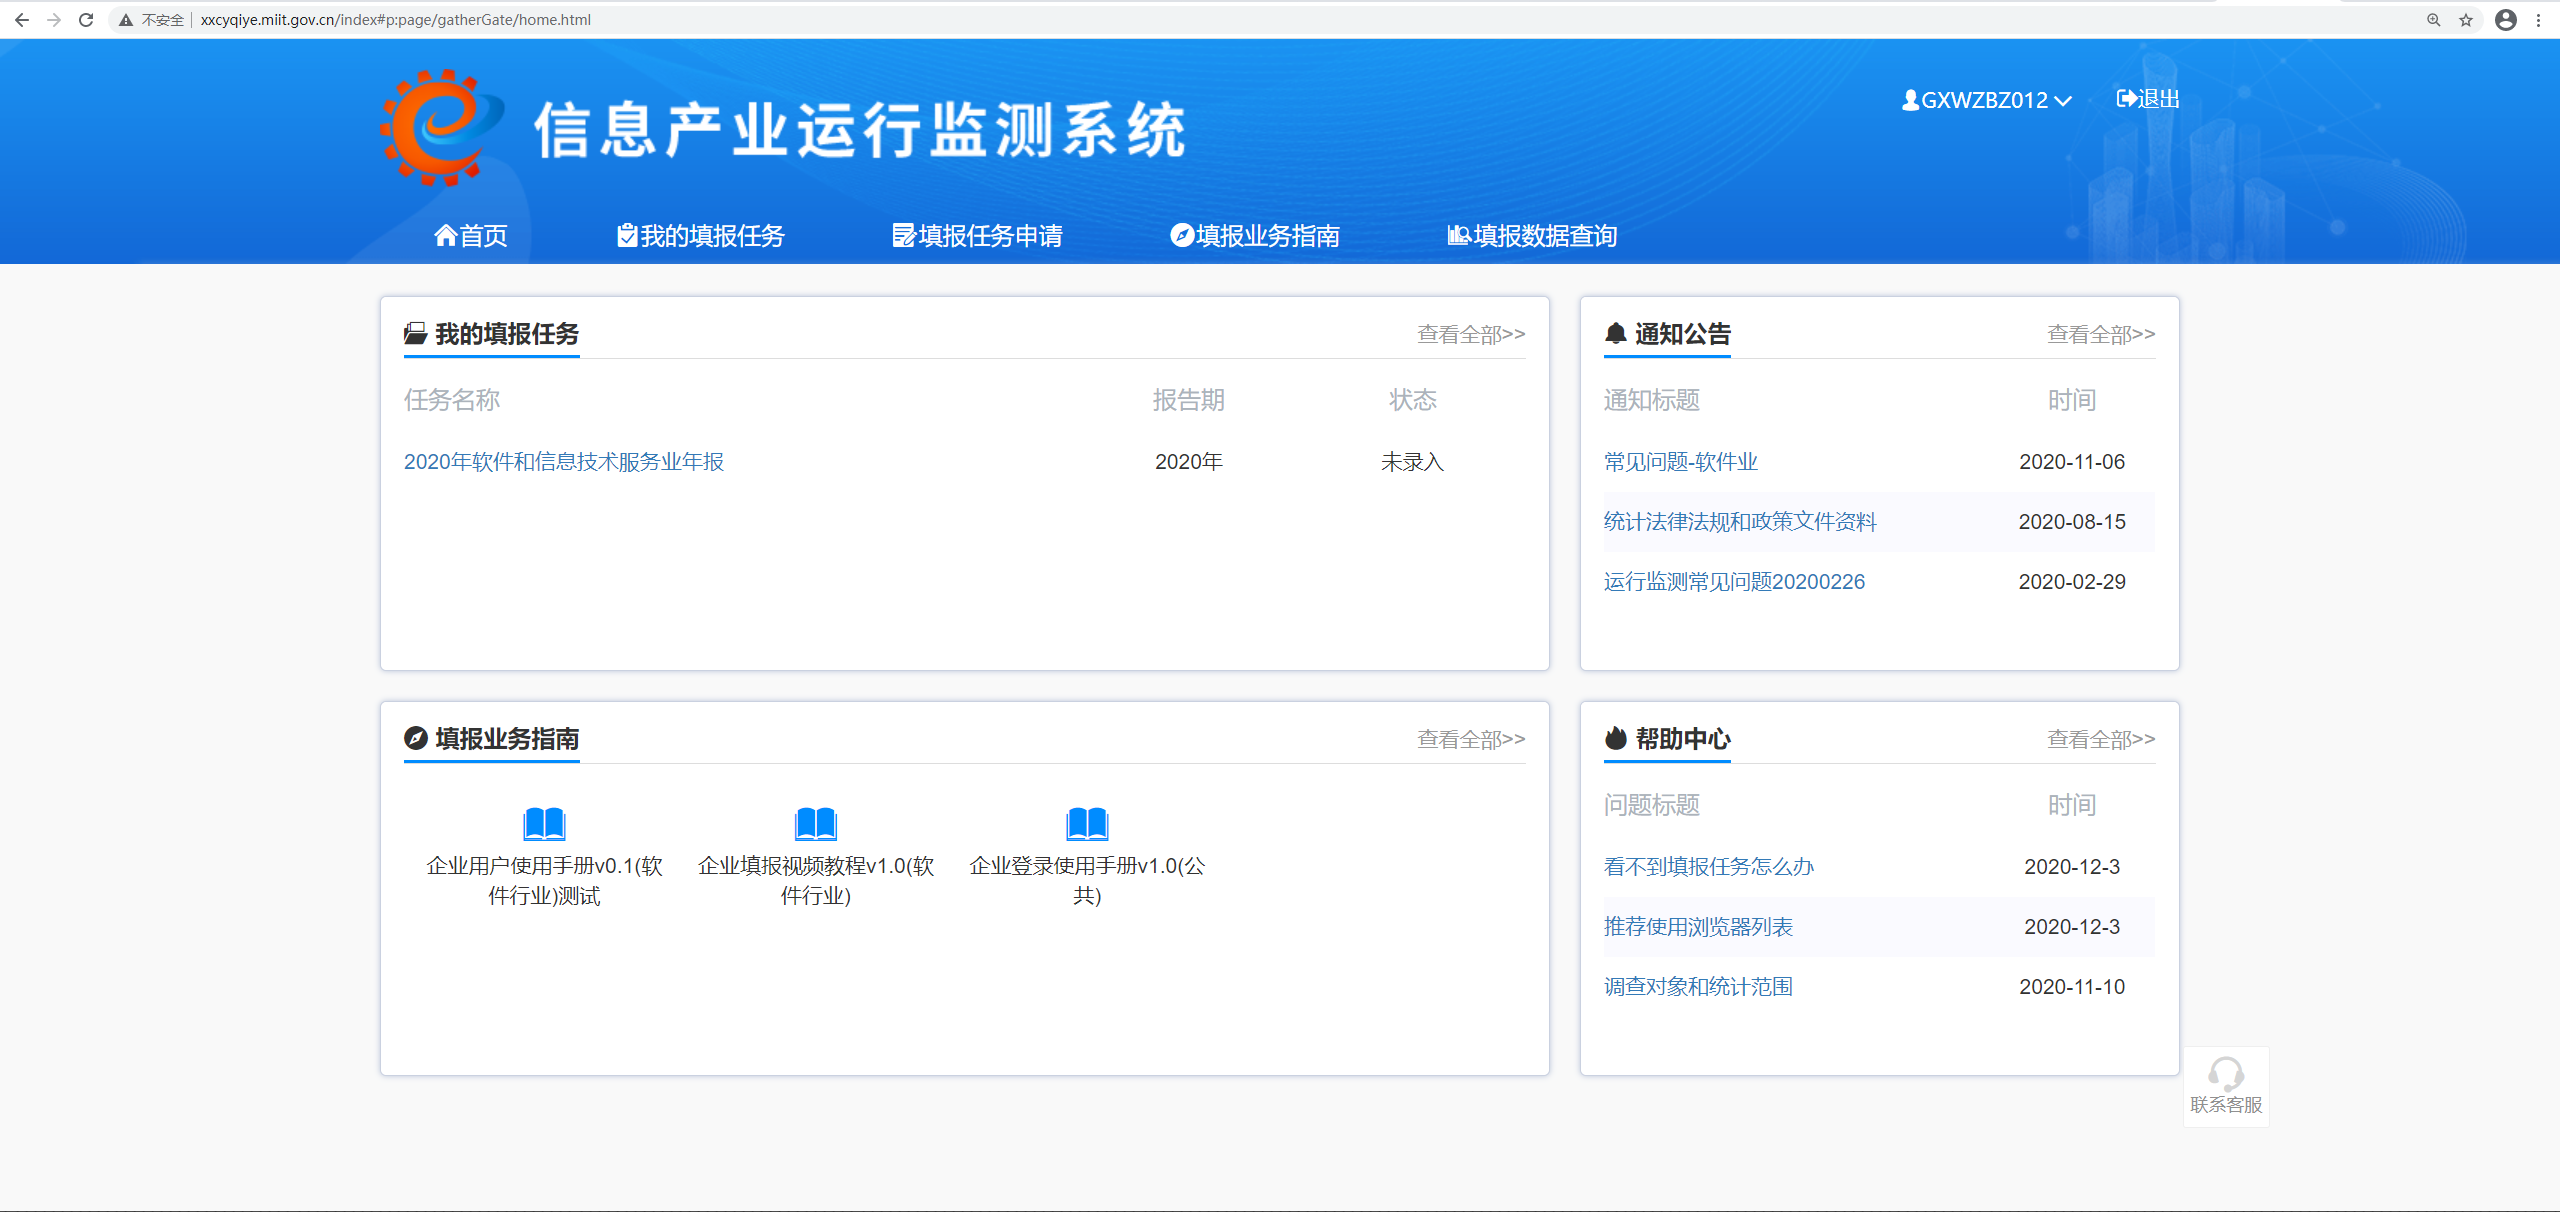 不安全 xxcyqiye.miit.gov.cn/index#p:page/gatherGate/home.html
信息产业运行监测系统
GXWZBZ012 退出
首页 我的填报任务 填报任务申请 填报业务指南 填报数据查询
我的填报任务 查看全部>>
任务名称 报告期 状态
2020年软件和信息技术服务业年报 2020年 未录入
通知公告 查看全部>>
通知标题 时间
常见问题-软件业 2020-11-06
统计法律法规和政策文件资料 2020-08-15
运行监测常见问题20200226 2020-02-29
填报业务指南 查看全部>>
企业用户使用手册v0.1(软
件行业)测试
企业填报视频教程v1.0(软
件行业)
企业登录使用手册v1.0(公
共)
帮助中心 查看全部>>
问题标题 时间
看不到填报任务怎么办 2020-12-3
推荐使用浏览器列表 2020-12-3
调查对象和统计范围 2020-11-10
联系客服